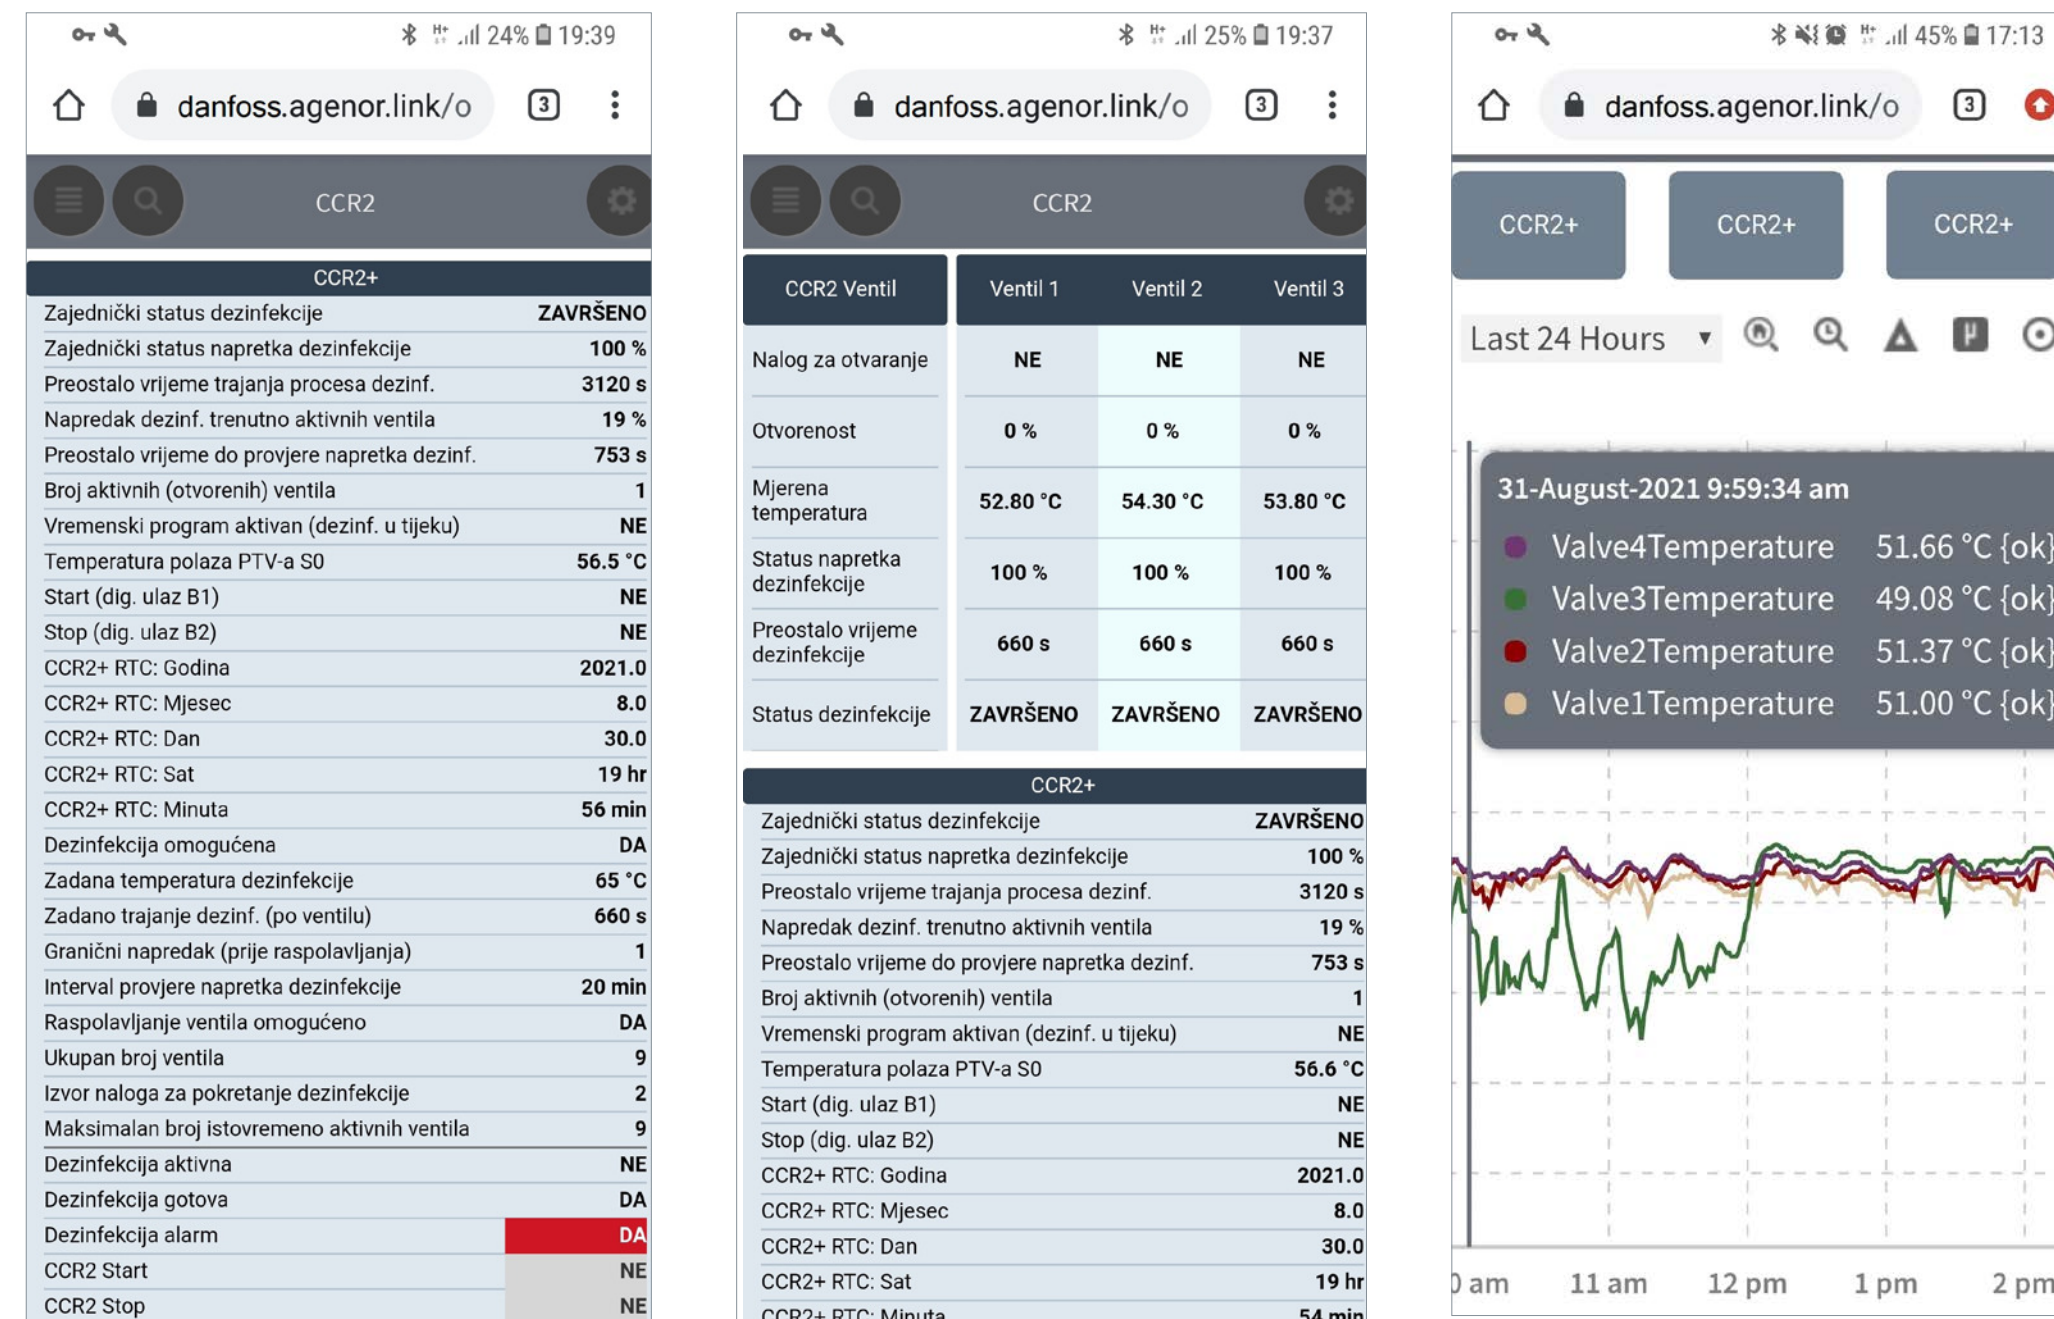 24% 19:39
danfoss.agenor.link/o 3
CCR2
CCR2+
Zajednički status dezinfekcije ZAVRŠENO
Zajednički status napretka dezinfekcije 100 %
Preostalo vrijeme trajanja procesa dezinf. 3120 s
Napredak dezinf. trenutno aktivnih ventila 19 %
Preostalo vrijeme do provjere napretka dezinf. 753 s
Broj aktivnih (otvorenih) ventila 1
Vremenski program aktivan (dezinf. u tijeku) NE
Temperatura polaza PTV-a S0 56.5 °C
Start (dig. ulaz B1) NE
Stop (dig. ulaz B2) NE
CCR2+ RTC: Godina 2021.0
CCR2+ RTC: Mjesec 8.0
CCR2+ RTC: Dan 30.0
CCR2+ RTC: Sat 19 hr
CCR2+ RTC: Minuta 56 min
Dezinfekcija omogućena DA
Zadana temperatura dezinfekcije 65 °C
Zadano trajanje dezinf. (po ventilu) 660 s
Granični napredak (prije raspolavljanja) 1
Interval provjere napretka dezinfekcije 20 min
Raspolavljanje ventila omogućeno DA
Ukupan broj ventila 9
Izvor naloga za pokretanje dezinfekcije 2
Maksimalan broj istovremeno aktivnih ventila 9
Dezinfekcija aktivna NE
Dezinfekcija gotova DA
Dezinfekcija alarm DA
CCR2 Start NE
CCR2 Stop NE
H+ 25% 19:37
danfoss.agenor.link/o 3
CCR2
CCR2 Ventil Ventil 1 Ventil 2 Ventil 3
Nalog za otvaranje NE NE NE
Otvorenost 0 % 0 % 0 %
Mjerena
temperatura 52.80 °C 54.30 °C 53.80 °C
Status napretka
dezinfekcije 100 % 100 % 100 %
Preostalo vrijeme
dezinfekcije 660 s 660 s 660 s
Status dezinfekcije ZAVRŠENO ZAVRŠENO ZAVRŠENO
CCR2+
Zajednički status dezinfekcije ZAVRŠENO
Zajednički status napretka dezinfekcije 100 %
Preostalo vrijeme trajanja procesa dezinf. 3120 s
Napredak dezinf. trenutno aktivnih ventila 19 %
Preostalo vrijeme do provjere napretka dezinf. 753 s
Broj aktivnih (otvorenih) ventila 1
Vremenski program aktivan (dezinf. u tijeku) NE
Temperatura polaza PTV-a S0 56.6 °C
Start (dig. ulaz B1) NE
Stop (dig. ulaz B2) NE
CCR2+ RTC: Godina 2021.0
CCR2+ RTC: Mjesec 8.0
CCR2+ RTC: Dan 30.0
CCR2+ RTC: Sat 19 hr
CCR2+ RTC: Minuta 54 min
H+ 45% 17:13
danfoss.agenor.link/o 3
CCR2+ CCR2+ CCR2+
Last 24 Hours μ
31-August-2021 9:59:34 am
Valve4Temperature 51.66 °C {ok}
Valve3Temperature 49.08 °C {ok}
Valve2Temperature 51.37 °C {ok}
Valve1Temperature 51.00 °C {ok}
am 11 am 12 pm 1 pm 2 pm